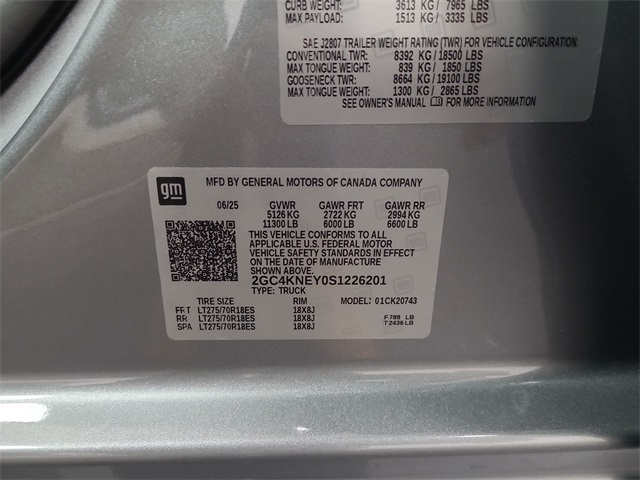 CURB WEIGHT: 3613 KG/ 7965 LBS
MAX PAYLOAD: 1513 KG/ 3335 LBS
SAE J2807 TRAILER WEIGHT RATING (TWR) FOR VEHICLE CONFIGURATION.
CONVENTIONAL TWR: 8392 KG/18500 LBS
MAX TONGUE WEIGHT: 839 KG/ 1850 LBS
GOOSENECK TWR: 8664 KG/19100 LBS
MAX TONGUE WEIGHT: 1300 KG/ 2865 LBS
SEE OWNER'S MANUAL FOR MORE INFORMATION
gm
MFD BY GENERAL MOTORS OF CANADA COMPANY
06/25 GVWR GAWR FRT GAWR RR
5126 KG 2722 KG 2994 KG
11300 LB 6000 LB 6600 LB
THIS VEHICLE CONFORMS TO ALL
APPLICABLE U.S. FEDERAL MOTOR
VEHICLE SAFETY STANDARDS IN
EFFECT ON THE DATE OF MANUFACTURE
SHOWN ABOVE.
2GC4KNEY0S1226201
TYPE: TRUCK
TIRE SIZE RIM MODEL: 01CK20743
FRT LT275/70R18ES 18X8J
RR LT275/70R18ES 18X8J F 788 LB
SPA LT275/70R18ES 18X8J T 2436 LB